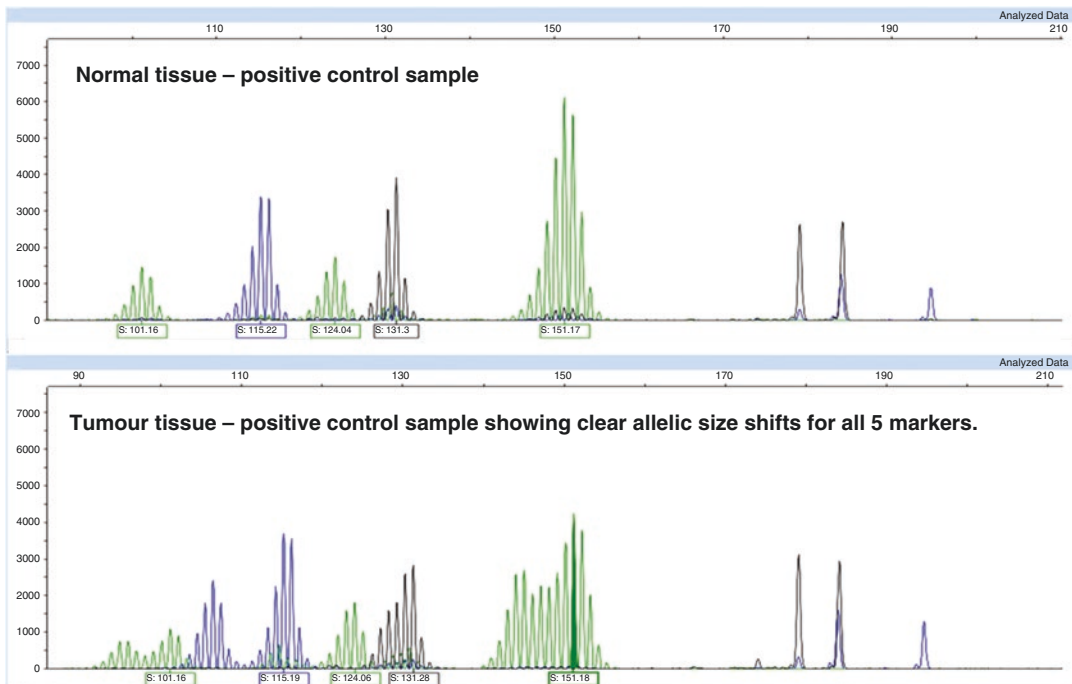 Analyzed Data
110 130 150 170 190 210
7000
6000
5000
4000
3000
2000
1000
0
Normal tissue – positive control sample
S: 101.16 S: 115.22 S: 124.04 S: 131.3 S: 151.17
Analyzed Data
90 110 130 150 170 190 210
7000
6000
5000
4000
3000
2000
1000
0
Tumour tissue – positive control sample showing clear allelic size shifts for all 5 markers.
S: 101.16 S: 115.19 S: 124.06 S: 131.28 S: 151.18